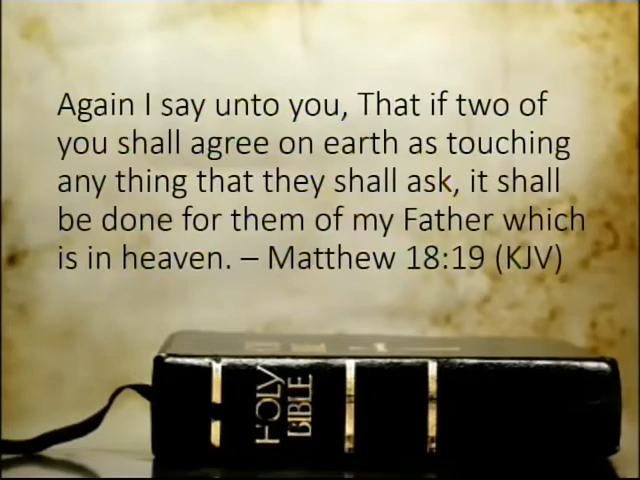 Again I say unto you, That if two of
you shall agree on earth as touching
any thing that they shall ask, it shall
be done for them of my Father which
is in heaven. – Matthew 18:19 (KJV)
HOLY
BIBLE